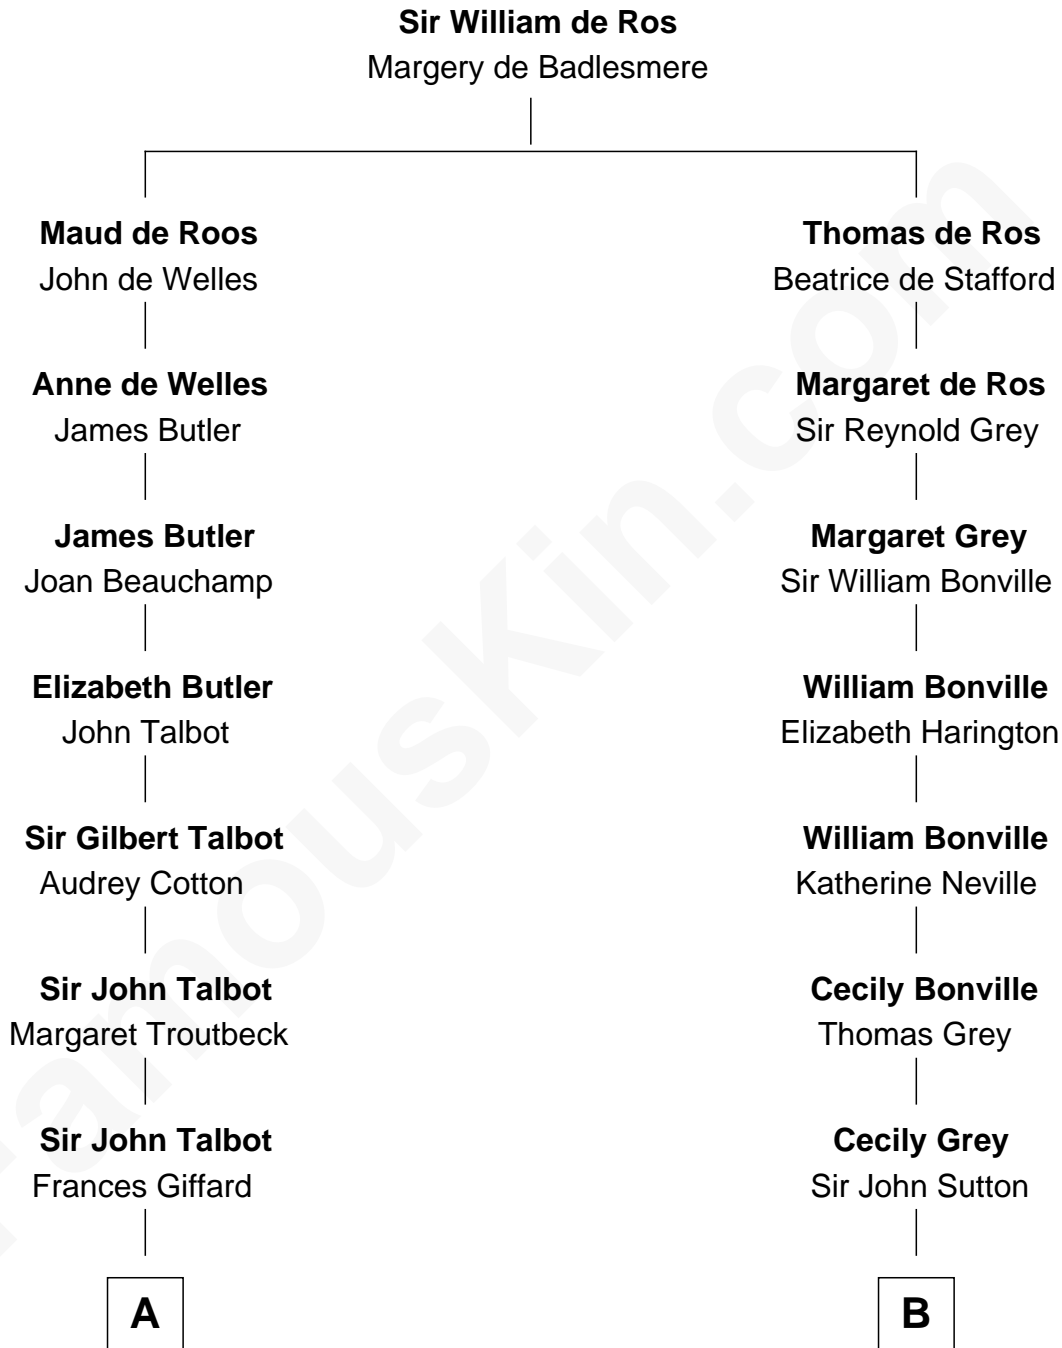 Sir William de Ros
Margery de Badlesmere
Maud de Roos
John de Welles
Thomas de Ros
Beatrice de Stafford
Anne de Welles
James Butler
Margaret de Ros
Sir Reynold Grey
James Butler
Joan Beauchamp
Margaret Grey
Sir William Bonville
Elizabeth Butler
John Talbot
William Bonville
Elizabeth Harington
Sir Gilbert Talbot
Audrey Cotton
William Bonville
Katherine Neville
Sir John Talbot
Margaret Troutbeck
Cecily Bonville
Thomas Grey
Sir John Talbot
Frances Giffard
Cecily Grey
Sir John Sutton
A
B
FamousKin.com